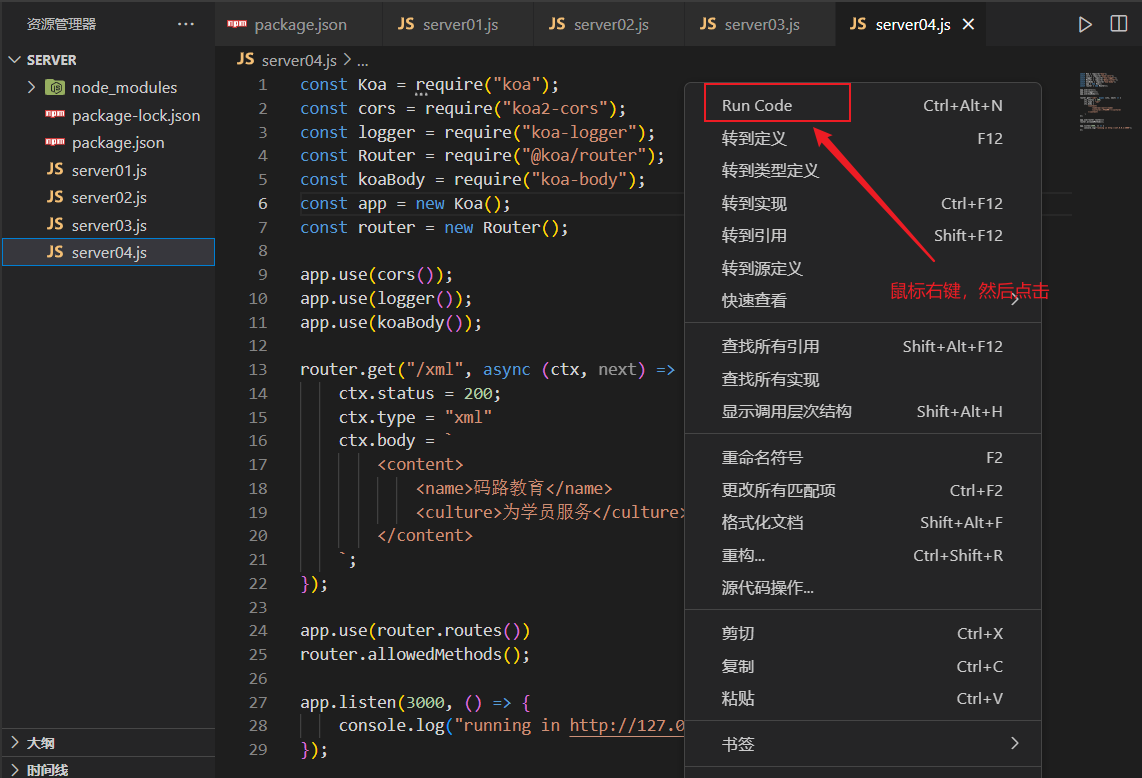 资源管理器 ···
package.json
JS server01.js
JS server02.js
JS server03.js
JS server04.js
SERVER
node_modules
package-lock.json
package.json
JS server01.js
JS server02.js
JS server03.js
JS server04.js
大纲
时间线
JS server04.js > ...
1 const Koa = require("koa");
2 const cors = require("koa2-cors");
3 const logger = require("koa-logger");
4 const Router = require("@koa/router");
5 const koaBody = require("koa-body");
6 const app = new Koa();
7 const router = new Router();
8
9 app.use(cors());
10 app.use(logger());
11 app.use(koaBody());
12
13 router.get("/xml", async (ctx, next) =>
14 ctx.status = 200;
15 ctx.type = "xml"
16 ctx.body = `
17 <content>
18 <name>码路教育</name>
19 <culture>为学员服务</culture>
20 </content>
21 `;
22 });
23
24 app.use(router.routes())
25 router.allowedMethods();
26
27 app.listen(3000, () => {
28 console.log("running in http://127.0
29 });
Run Code Ctrl+Alt+N
转到定义 F12
转到类型定义
转到实现 Ctrl+F12
转到引用 Shift+F12
转到源定义
快速查看
鼠标右键，然后点击
查找所有引用 Shift+Alt+F12
查找所有实现
显示调用层次结构 Shift+Alt+H
重命名符号 F2
更改所有匹配项 Ctrl+F2
格式化文档 Shift+Alt+F
重构... Ctrl+Shift+R
源代码操作...
剪切 Ctrl+X
复制 Ctrl+C
粘贴 Ctrl+V
书签